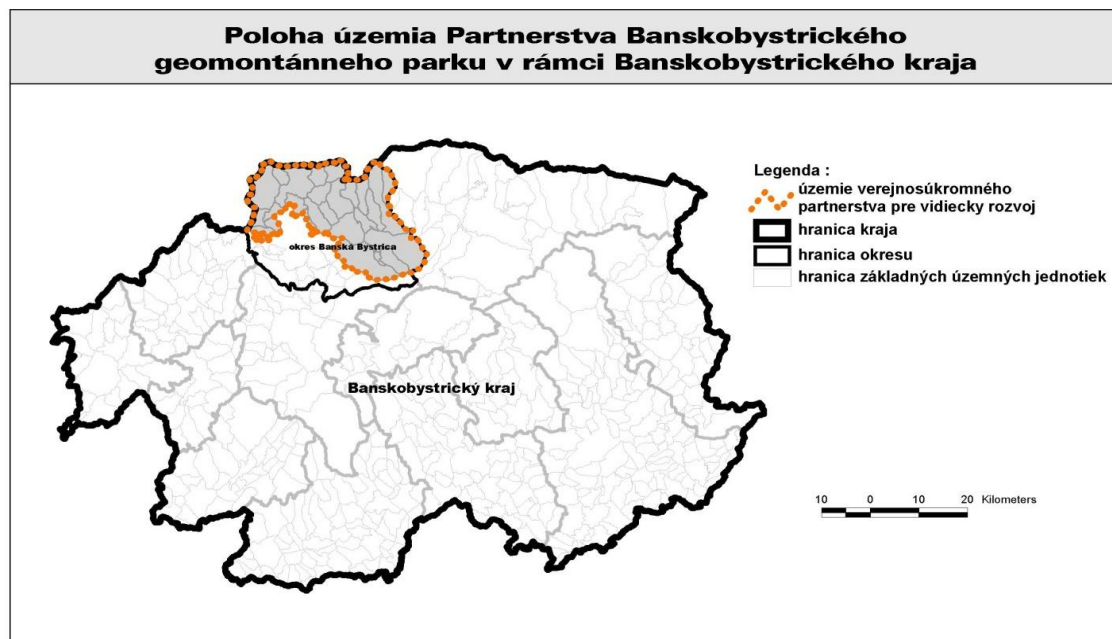 Poloha územia Partnerstva Banskobystrického
geomontánneho parku v rámci Banskobystrického kraja
Legenda :
územie verejnosúkromného
partnerstva pre vidiecky rozvoj
hranica kraja
hranica okresu
hranica základných územných jednotiek
okres Banská Bystrica
Banskobystrický kraj
10 0 10 20 Kilometers